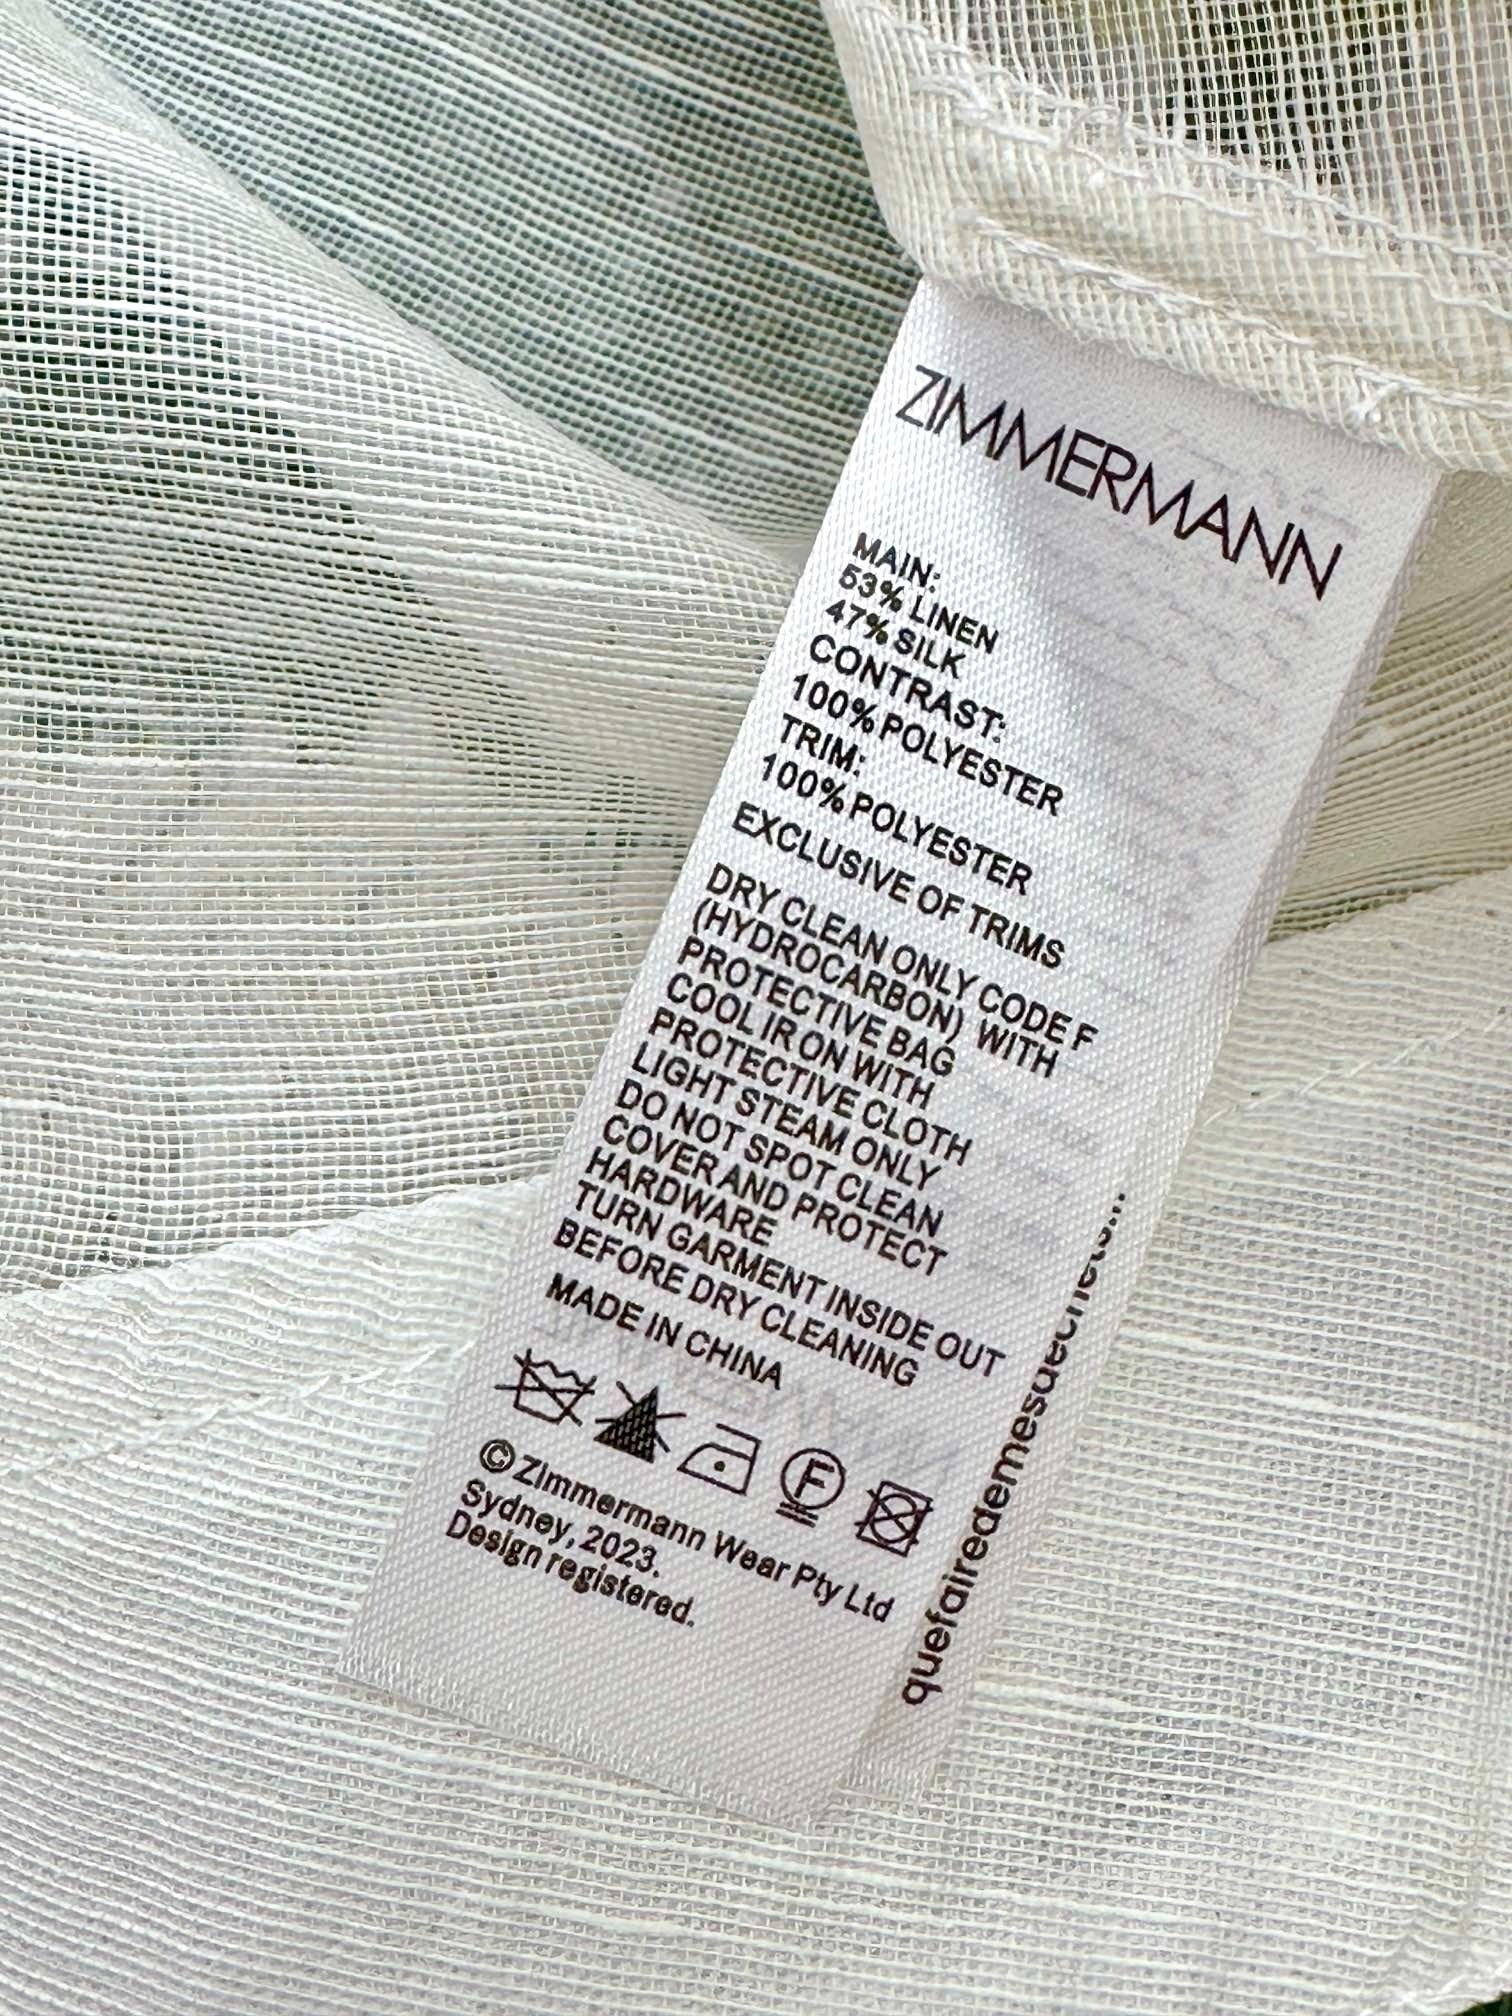 ZIMMERMANN
MAIN:
53% LINEN
47% SILK
CONTRAST:
100% POLYESTER
TRIM:
100% POLYESTER
EXCLUSIVE OF TRIMS
DRY CLEAN ONLY CODE F
(HYDROCARBON) WITH
PROTECTIVE BAG
COOL IRON WITH
PROTECTIVE CLOTH
LIGHT STEAM ONLY
DO NOT SPOT CLEAN
COVER AND PROTECT
HARDWARE
TURN GARMENT INSIDE OUT
BEFORE DRY CLEANING
MADE IN CHINA
F
© Zimmermann Wear Pty Ltd
Sydney, 2023.
Design registered.